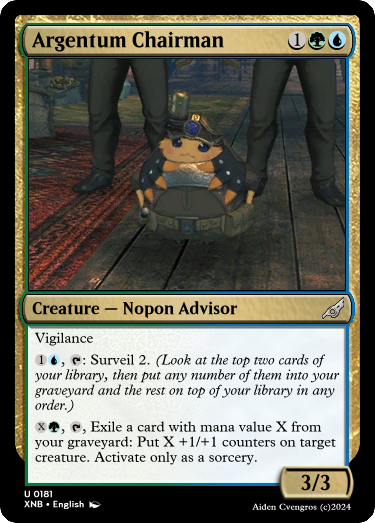 Argentum Chairman 1
Creature — Nopon Advisor
Vigilance
1, : Surveil 2. (Look at the top two cards of
your library, then put any number of them into your
graveyard and the rest on top of your library in any
order.)
X, , Exile a card with mana value X from
your graveyard: Put X +1/+1 counters on target
creature. Activate only as a sorcery.
3/3
U 0181
XNB • English
Aiden Cvengros (c)2024